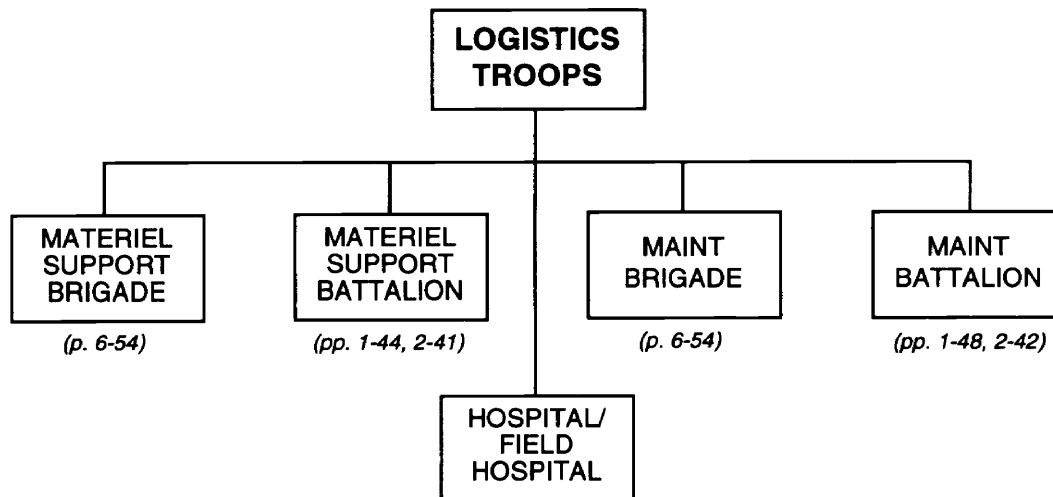 LOGISTICS
TROOPS
MATERIEL
SUPPORT
BRIGADE
(p. 6-54)
MATERIEL
SUPPORT
BATTALION
(pp. 1-44, 2-41)
MAINT
BRIGADE
(p. 6-54)
MAINT
BATTALION
(pp. 1-48, 2-42)
HOSPITAL/
FIELD
HOSPITAL